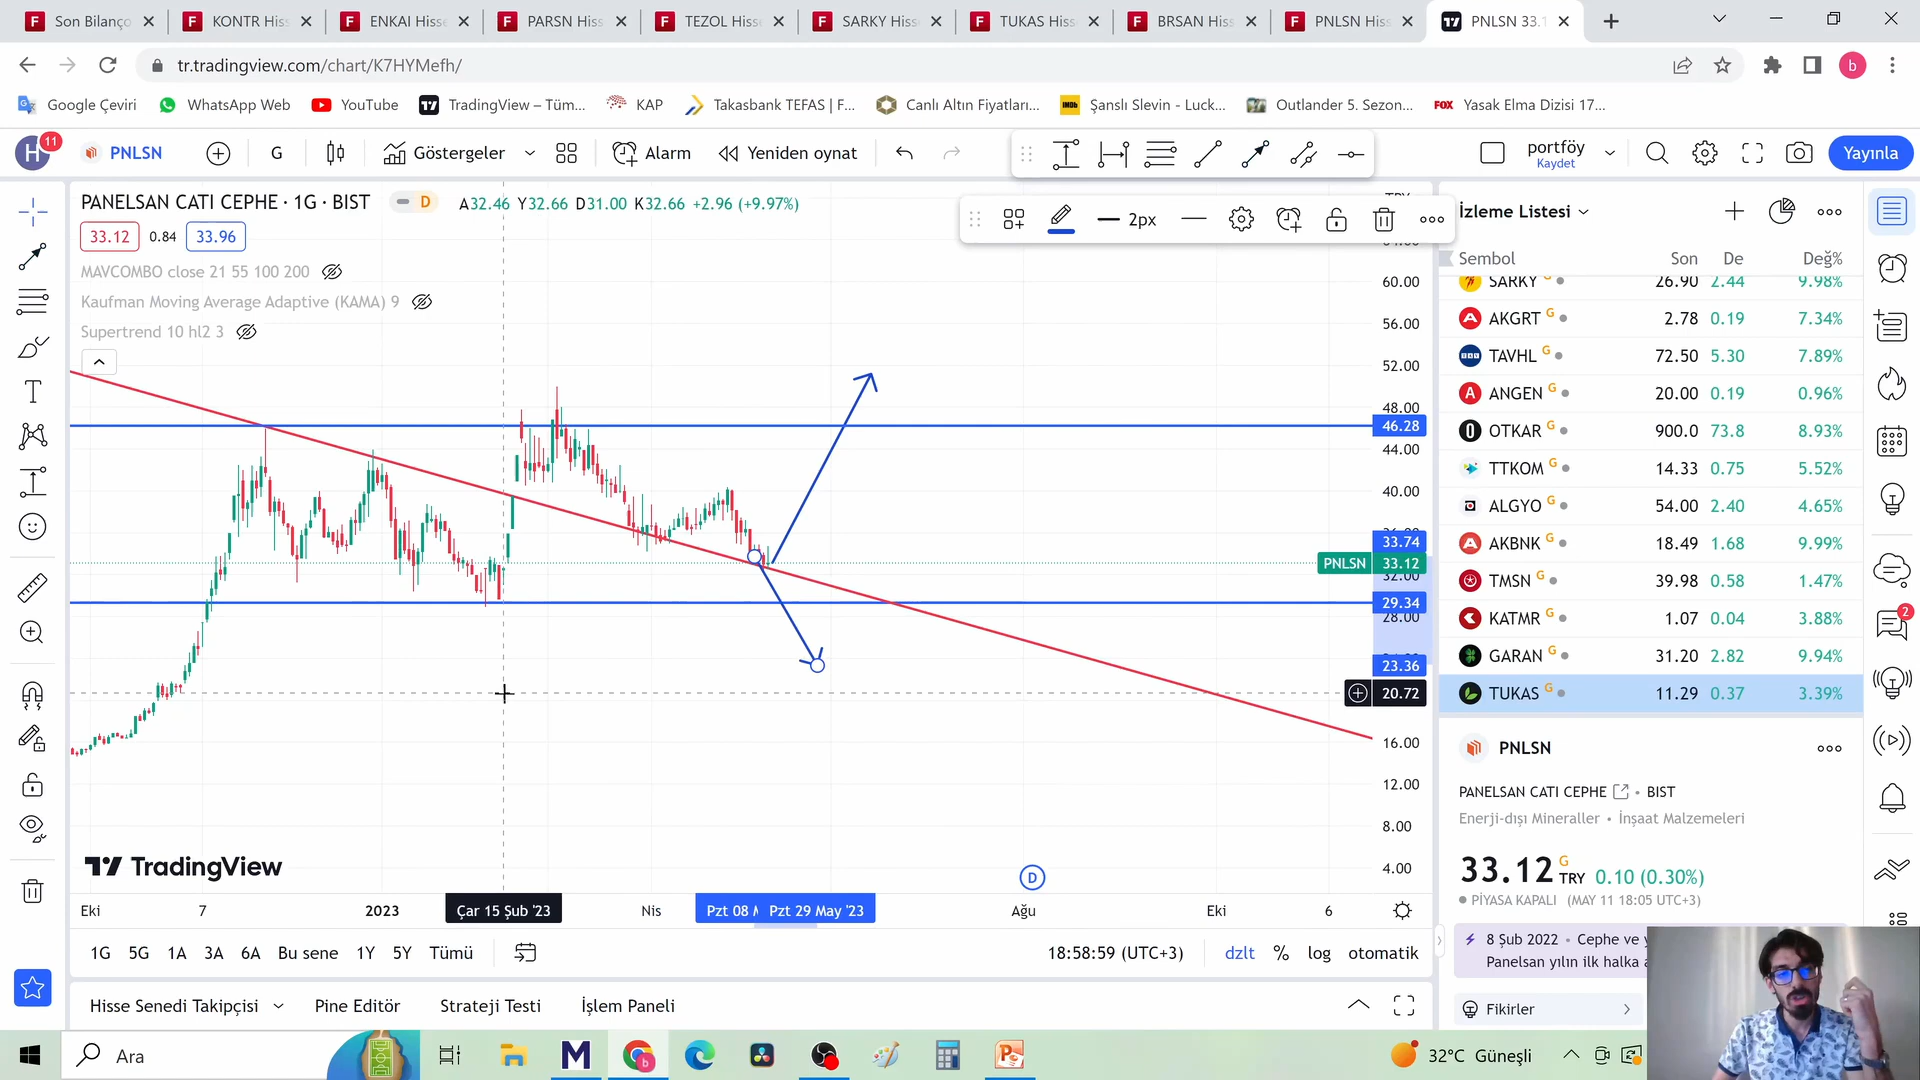 Son Bilanço
KONTR Hiss
ENKAI Hisse
PARSN Hiss
TEZOL Hisse
SARKY Hiss
TUKAS Hiss
BRSAN Hiss
PNLSN Hiss
PNLSN 33.1
tr.tradingview.com/chart/K7HYMefh/
b
Google Çeviri
WhatsApp Web
YouTube
TradingView – Tüm...
KAP
Takasbank TEFAS | F...
Canlı Altın Fiyatları...
Şanslı Slevin - Luck...
Outlander 5. Sezon...
FOX
Yasak Elma Dizisi 17...
H
11
PNLSN
G
Göstergeler
Alarm
Yeniden oynat
portföy
Kaydet
Yayınla
PANELSAN CATI CEPHE · 1G · BIST
D
A32.46 Y32.66 D31.00 K32.66 +2.96 (+9.97%)
33.12
0.84
33.96
MAVCOMBO close 21 55 100 200
Kaufman Moving Average Adaptive (KAMA) 9
Supertrend 10 hl2 3
2px
60.00
56.00
52.00
48.00
46.28
44.00
40.00
33.74
PNLSN 33.12
32.00
29.34
28.00
23.36
20.72
16.00
12.00
8.00
4.00
TradingView
D
Eki
7
2023
Çar 15 Şub '23
Nis
Pzt 08
Pzt 29 May '23
Ağu
Eki
6
1G
5G
1A
3A
6A
Bu sene
1Y
5Y
Tümü
18:58:59 (UTC+3)
dzlt
%
log
otomatik
Hisse Senedi Takipçisi
Pine Editör
Strateji Testi
İşlem Paneli
İzleme Listesi
Sembol Son De Değ%
SARKY G 26.90 2.44 9.98%
AKGRT G 2.78 0.19 7.34%
TAVHL G 72.50 5.30 7.89%
ANGEN G 20.00 0.19 0.96%
OTKAR G 900.0 73.8 8.93%
TTKOM G 14.33 0.75 5.52%
ALGYO G 54.00 2.40 4.65%
AKBNK G 18.49 1.68 9.99%
TMSN G 39.98 0.58 1.47%
KATMR G 1.07 0.04 3.88%
GARAN G 31.20 2.82 9.94%
TUKAS G 11.29 0.37 3.39%
PNLSN
PANELSAN CATI CEPHE • BIST
Enerji-dışı Mineraller • İnşaat Malzemeleri
33.12 G TRY 0.10 (0.30%)
PİYASA KAPALI (MAY 11 18:05 UTC+3)
8 Şub 2022 • Cephe ve
Panelsan yılın ilk halka
Fikirler
2
Ara
32°C Güneşli